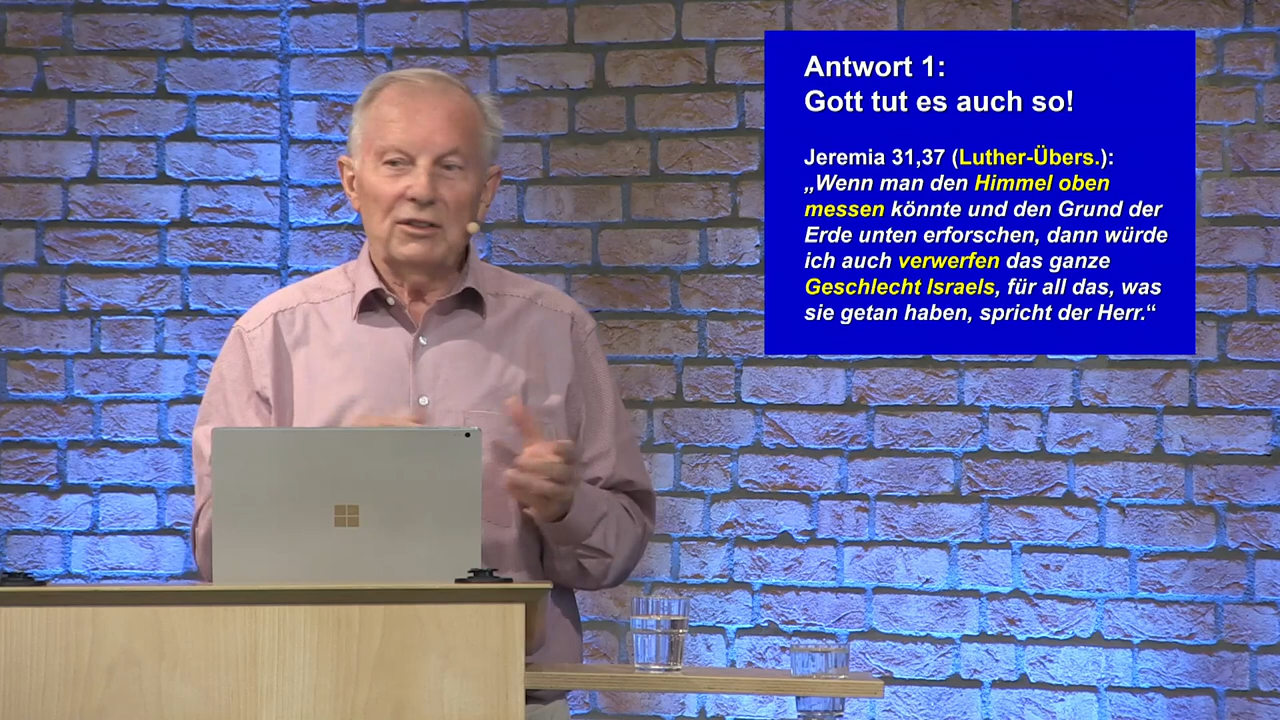 Antwort 1:
Gott tut es auch so!
Jeremia 31,37 (Luther-Übers.):
„Wenn man den Himmel oben
messen könnte und den Grund der
Erde unten erforschen, dann würde
ich auch verwerfen das ganze
Geschlecht Israels, für all das, was
sie getan haben, spricht der Herr.“